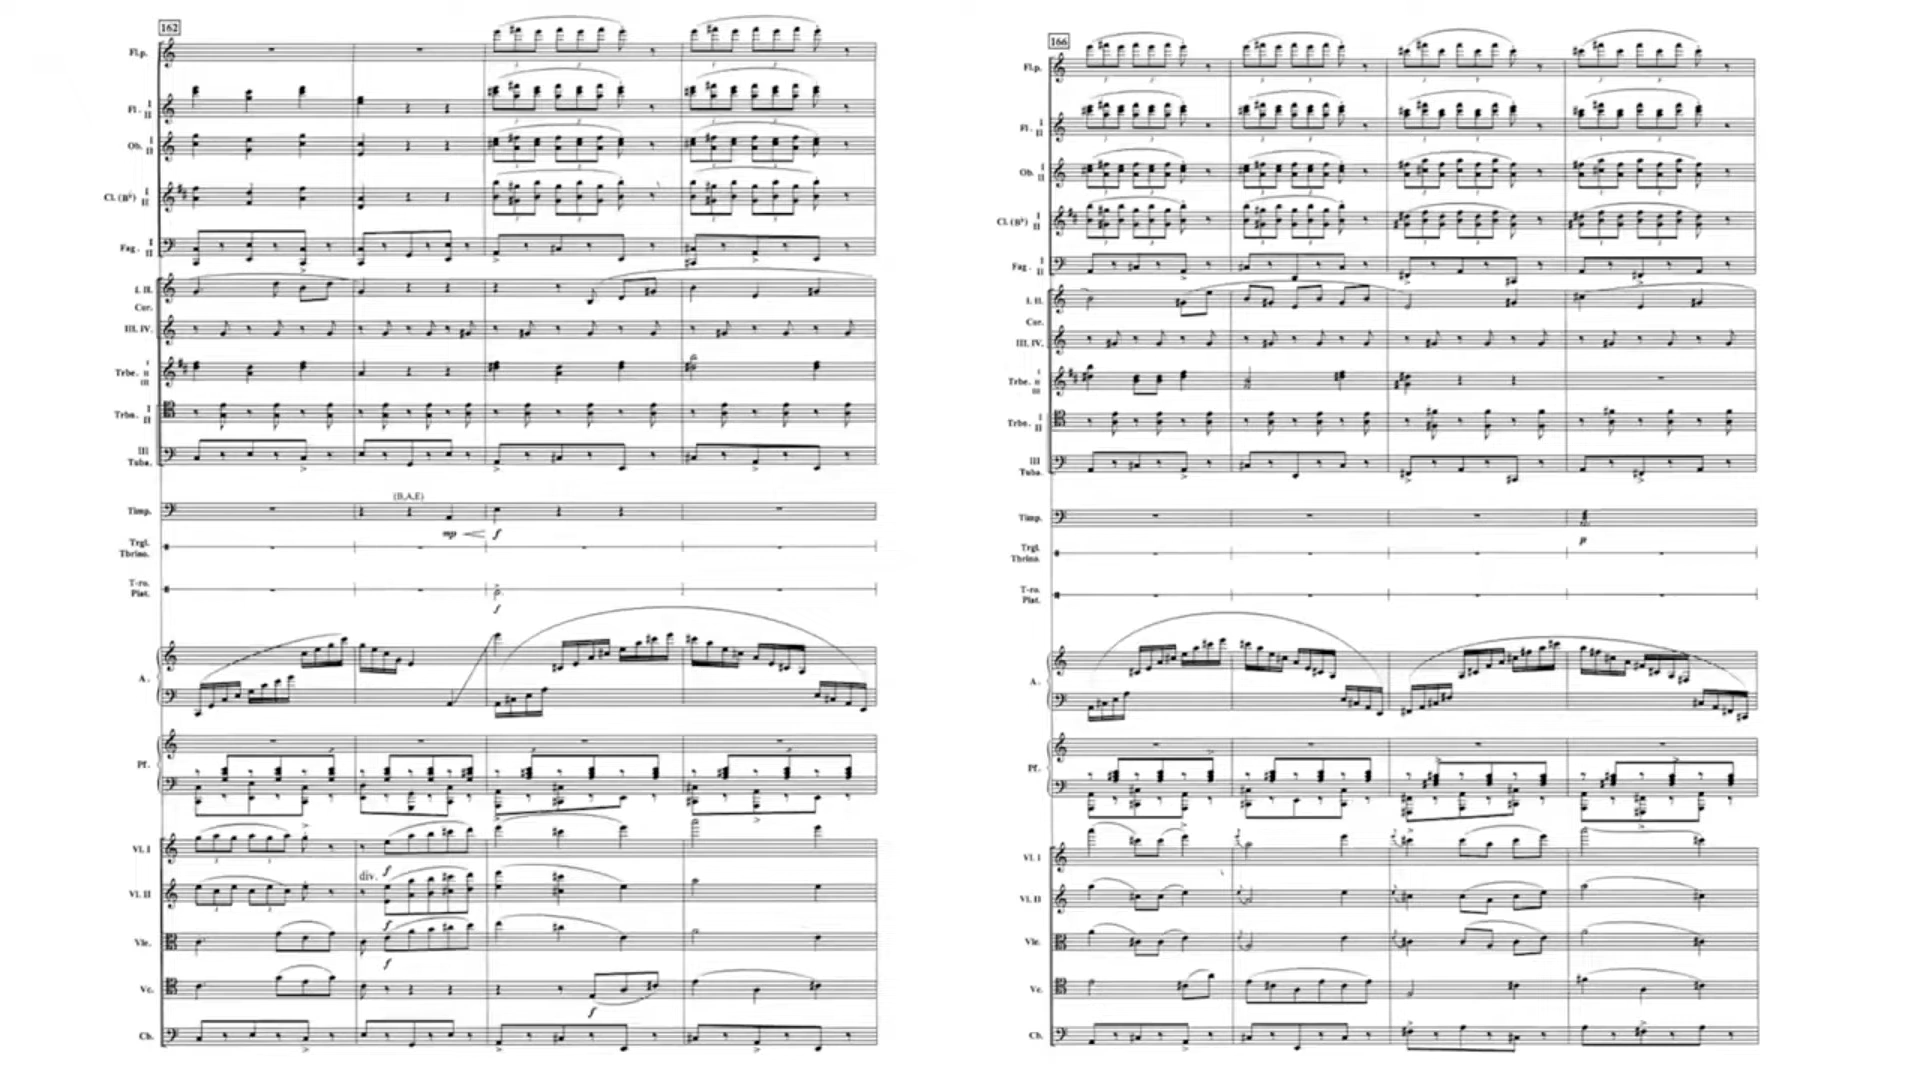 162
Fl.p.
Fl. I II
Ob. I II
Cl. (B♭) I II
Fag. I II
I. II.
Cor.
III. IV.
Trbe. I II III
Trbn. I II
III
Tuba.
(B,A,E)
Timp.
mp f
Trgl.
Tbrino.
T-ro.
Piat.
f
A.
Pf.
Vl. I
f
div.
Vl. II
f
Vle.
f
Vc.
f
Cb.
166
Fl.p.
Fl. I II
Ob. I II
Cl. (B♭) I II
Fag. I II
I. II.
Cor.
III. IV.
Trbe. I II III
Trbn. I II
III
Tuba.
Timp.
p
Trgl.
Tbrino.
T-ro.
Piat.
A.
Pf.
Vl. I
Vl. II
Vle.
Vc.
Cb.